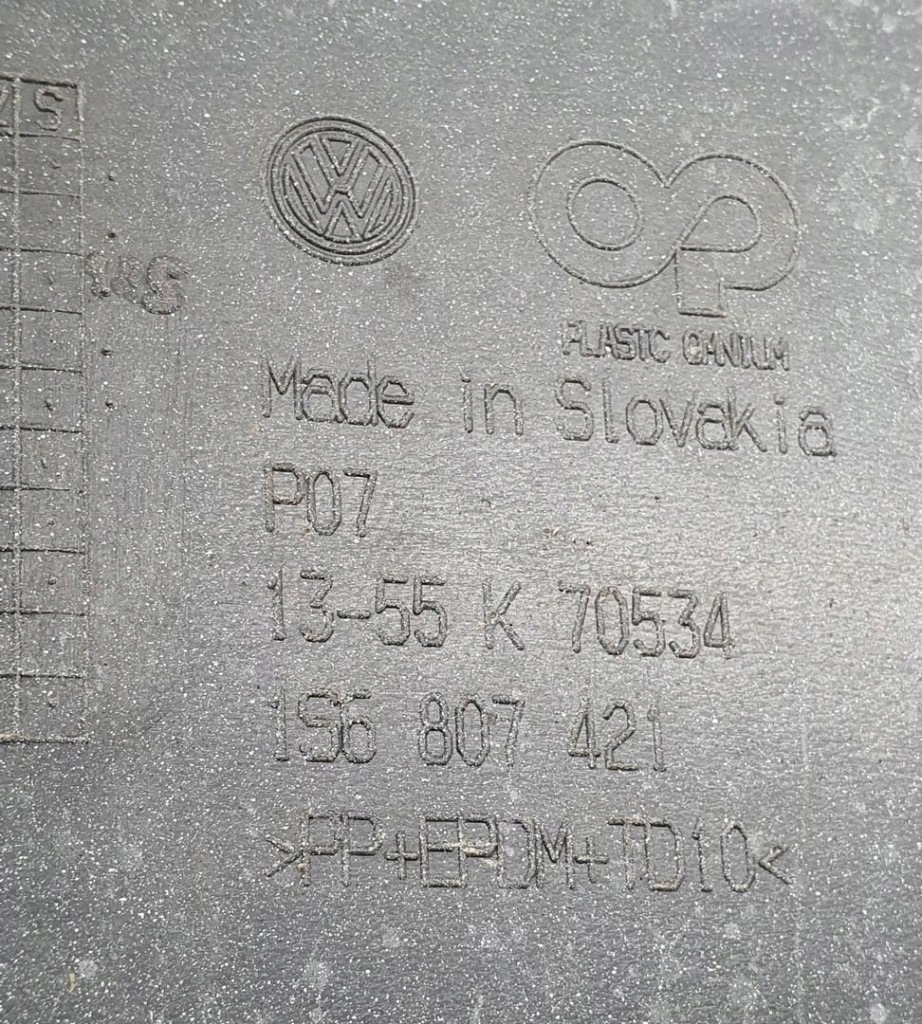 S
PLASTIC OMNIUM
Made in Slovakia
P07
13-55 K 70534
1S6 807 421
>PP+EPDM+TD10<